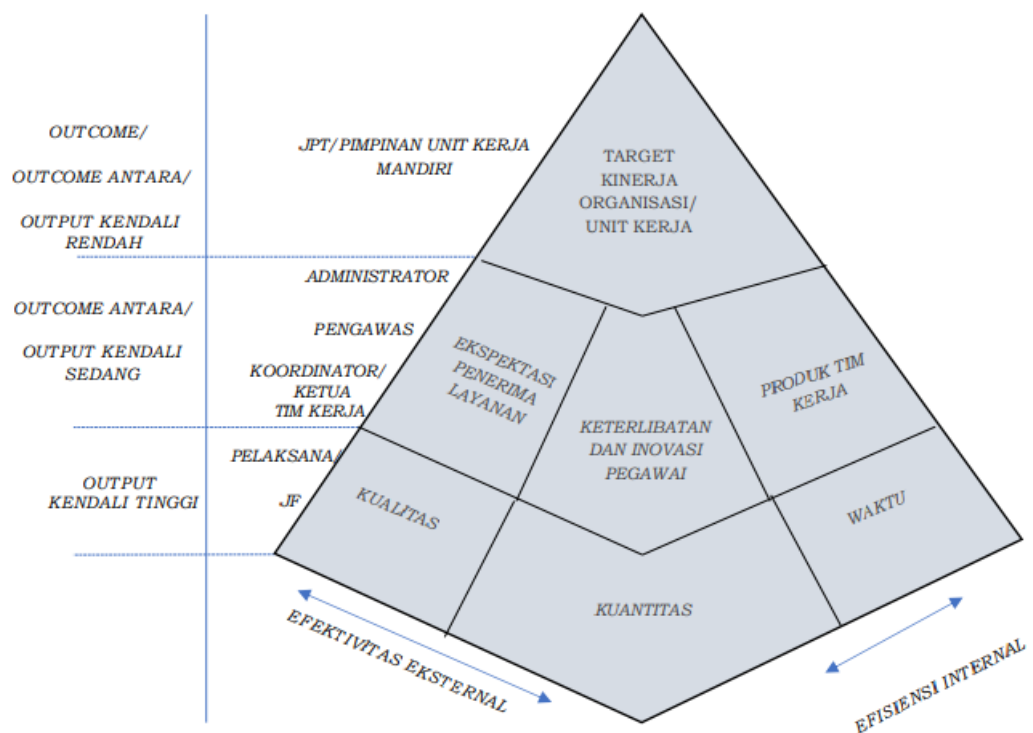 OUTCOME/
OUTCOME ANTARA/
OUTPUT KENDALI
RENDAH
JPT/PIMPINAN UNIT KERJA
MANDIRI
TARGET
KINERJA
ORGANISASI/
UNIT KERJA
OUTCOME ANTARA/
OUTPUT KENDALI
SEDANG
ADMINISTRATOR
PENGAWAS
KOORDINATOR/
KETUA
TIM KERJA
EKSPEKTASI
PENERIMA
LAYANAN
KETERLIBATAN
DAN INOVASI
PEGAWAI
PRODUK TIM
KERJA
OUTPUT
KENDALI TINGGI
PELAKSANA/
JF
KUALITAS
KUANTITAS
WAKTU
EFEKTIVITAS EKSTERNAL
EFISIENSI INTERNAL